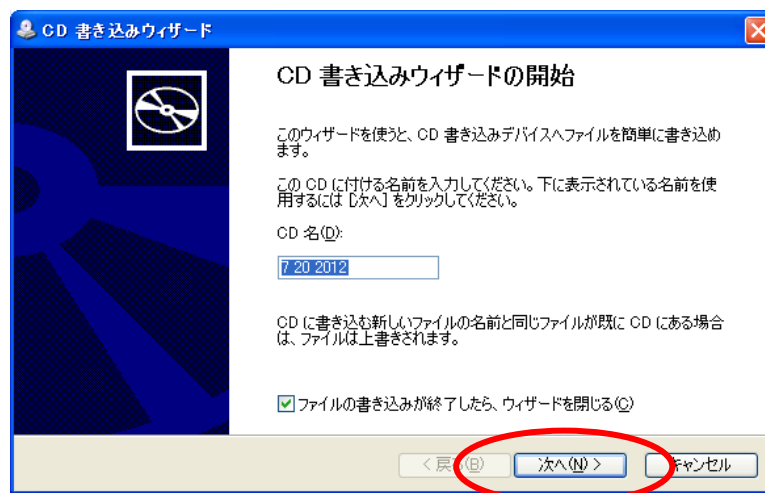 CD 書き込みウィザード
CD 書き込みウィザードの開始
このウィザードを使うと、CD 書き込みデバイスへファイルを簡単に書き込め
ます。
この CD に付ける名前を入力してください。下に表示されている名前を使
用するには [次へ] をクリックしてください。
CD 名(D):
7 20 2012
CD に書き込む新しいファイルの名前と同じファイルが既に CD にある場合
は、ファイルは上書きされます。
ファイルの書き込みが終了したら、ウィザードを閉じる(C)
< 戻る(B) 次へ(N) > キャンセル